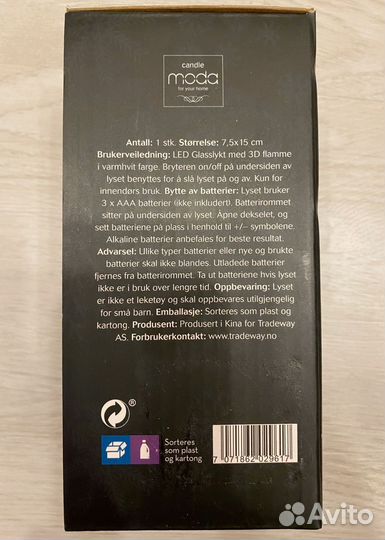 candle
moda
for your home
Antall: 1 stk. Størrelse: 7,5x15 cm
Brukerveiledning: LED Glasslykt med 3D flamme
i varmhvit farge. Bryteren on/off på undersiden av
lyset benyttes for å slå lyset på og av. Kun for
innendørs bruk. Bytte av batterier: Lyset bruker
3 x AAA batterier (ikke inkludert). Batterirommet
sitter på undersiden av lyset. Åpne dekselet, og
sett batteriene på plass i henhold til +/– symbolene.
Alkaline batterier anbefales for beste resultat.
Advarsel: Ulike typer batterier eller nye og brukte
batterier skal ikke blandes. Utladede batterier
fjernes fra batterirommet. Ta ut batteriene hvis lyset
ikke er i bruk over lengre tid. Oppbevaring: Lyset
er ikke et leketøy og skal oppbevares utilgjengelig
for små barn. Emballasje: Sorteres som plast og
kartong. Produsent: Produsert i Kina for Tradeway
AS. Forbrukerkontakt: www.tradeway.no
®
Sorteres
som plast
og kartong
7 071862 029617
Avito